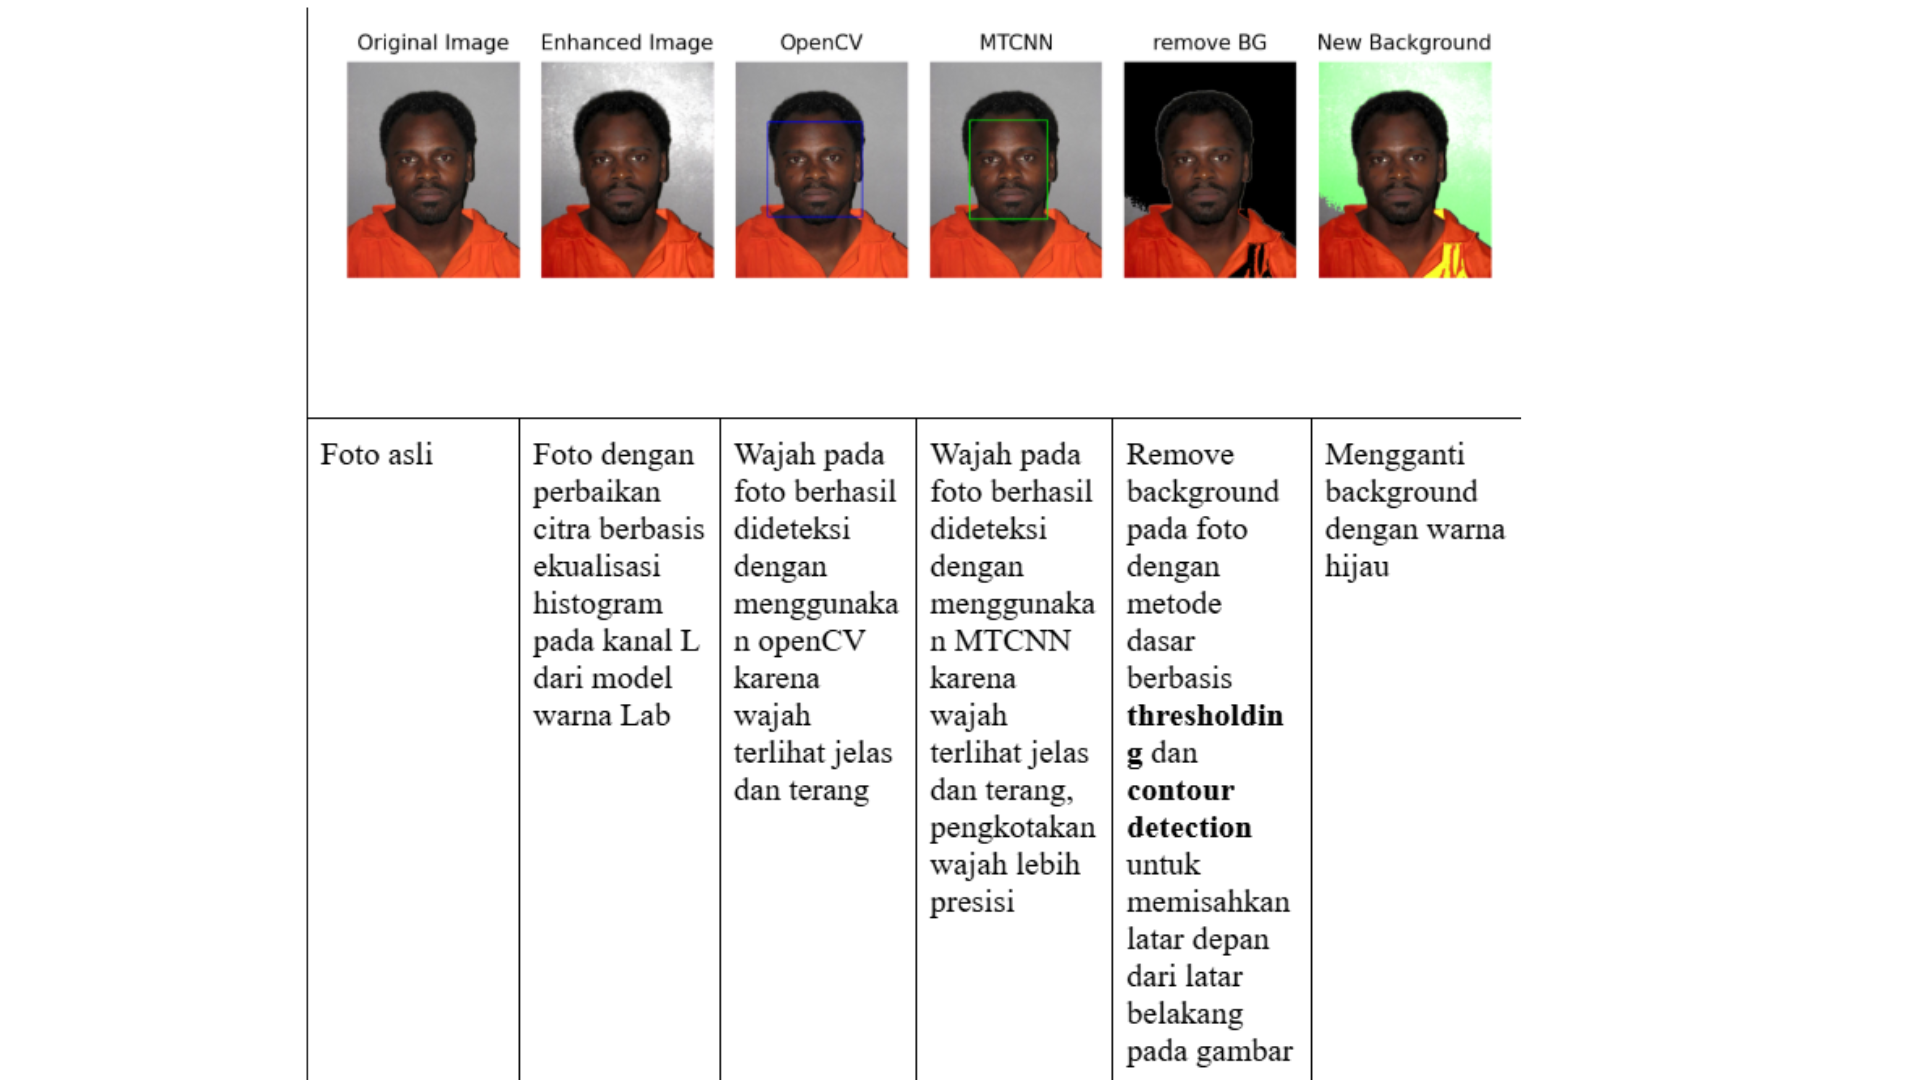 Original Image
Enhanced Image
OpenCV
MTCNN
remove BG
New Background
Foto asli
Foto dengan
perbaikan
citra berbasis
ekualisasi
histogram
pada kanal L
dari model
warna Lab
Wajah pada
foto berhasil
dideteksi
dengan
menggunaka
n openCV
karena
wajah
terlihat jelas
dan terang
Wajah pada
foto berhasil
dideteksi
dengan
menggunaka
n MTCNN
karena
wajah
terlihat jelas
dan terang,
pengkotakan
wajah lebih
presisi
Remove
background
pada foto
dengan
metode
dasar
berbasis
thresholdin
g dan
contour
detection
untuk
memisahkan
latar depan
dari latar
belakang
pada gambar
Mengganti
background
dengan warna
hijau